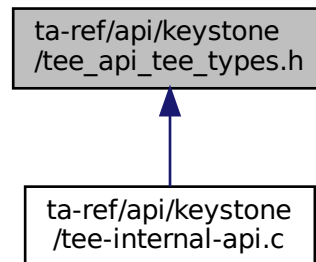 ta-ref/api/keystone
/tee_api_tee_types.h
ta-ref/api/keystone
/tee-internal-api.c